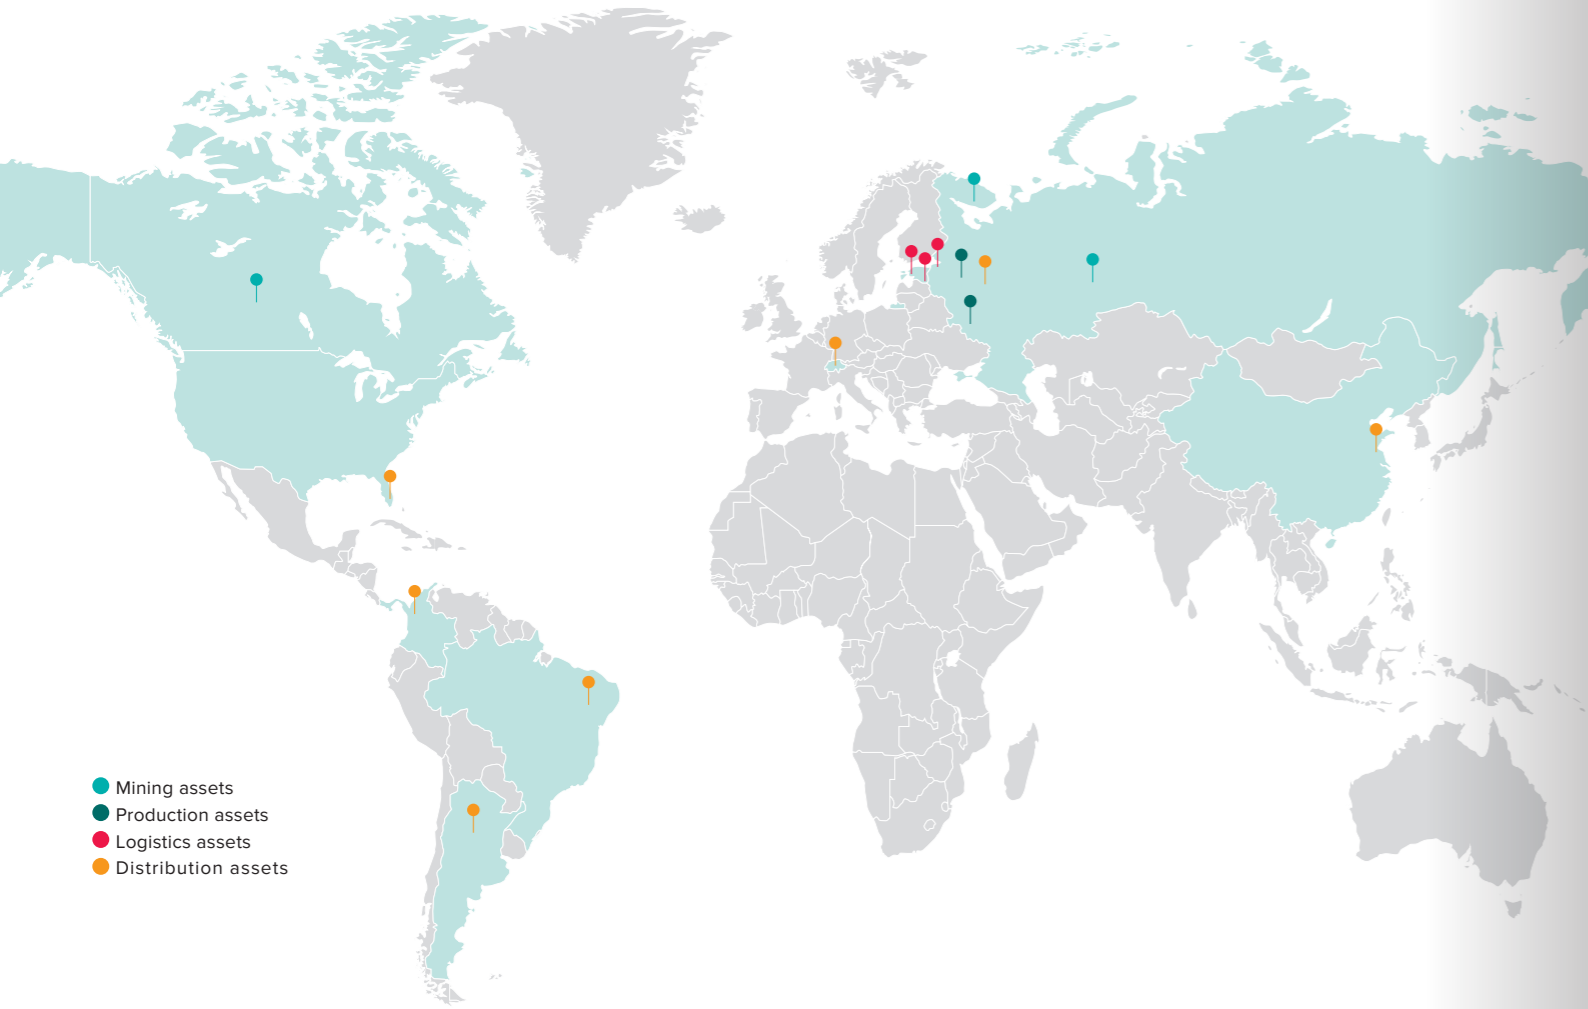 Mining assets
Production assets
Logistics assets
Distribution assets